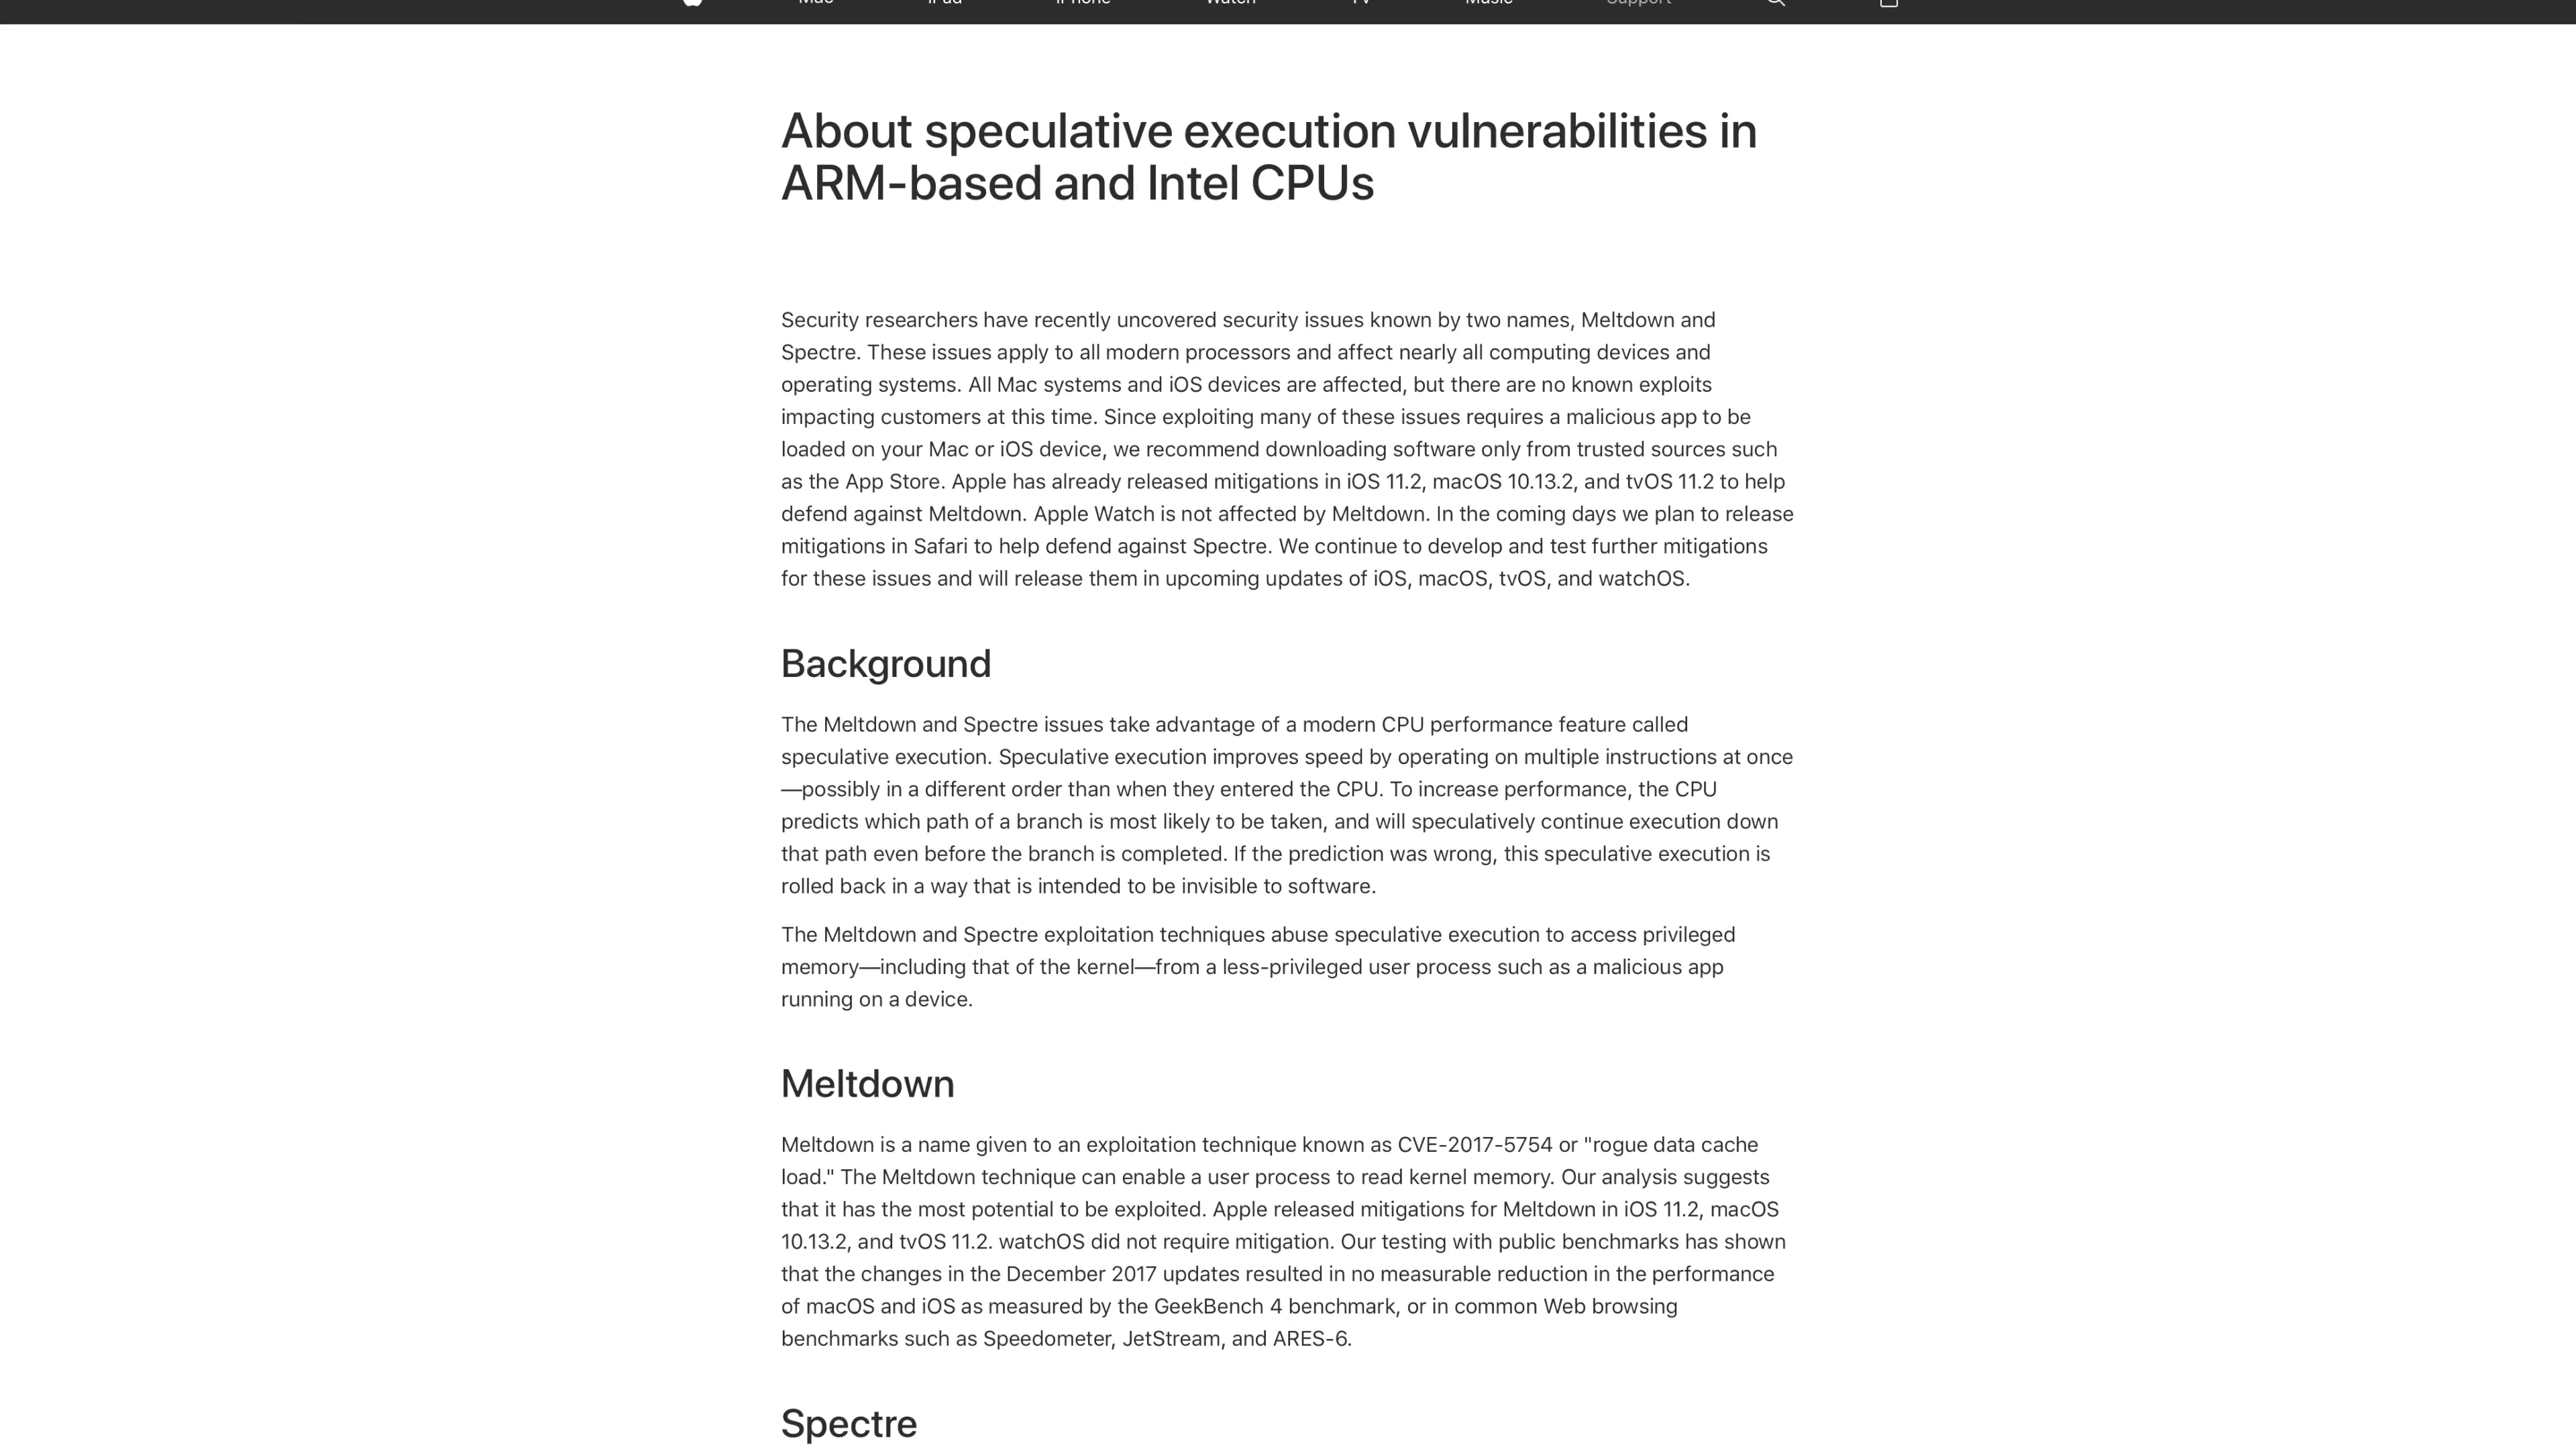 Mac iPad iPhone Watch TV Music Support
About speculative execution vulnerabilities in
ARM-based and Intel CPUs
Security researchers have recently uncovered security issues known by two names, Meltdown and
Spectre. These issues apply to all modern processors and affect nearly all computing devices and
operating systems. All Mac systems and iOS devices are affected, but there are no known exploits
impacting customers at this time. Since exploiting many of these issues requires a malicious app to be
loaded on your Mac or iOS device, we recommend downloading software only from trusted sources such
as the App Store. Apple has already released mitigations in iOS 11.2, macOS 10.13.2, and tvOS 11.2 to help
defend against Meltdown. Apple Watch is not affected by Meltdown. In the coming days we plan to release
mitigations in Safari to help defend against Spectre. We continue to develop and test further mitigations
for these issues and will release them in upcoming updates of iOS, macOS, tvOS, and watchOS.
Background
The Meltdown and Spectre issues take advantage of a modern CPU performance feature called
speculative execution. Speculative execution improves speed by operating on multiple instructions at once
—possibly in a different order than when they entered the CPU. To increase performance, the CPU
predicts which path of a branch is most likely to be taken, and will speculatively continue execution down
that path even before the branch is completed. If the prediction was wrong, this speculative execution is
rolled back in a way that is intended to be invisible to software.
The Meltdown and Spectre exploitation techniques abuse speculative execution to access privileged
memory—including that of the kernel—from a less-privileged user process such as a malicious app
running on a device.
Meltdown
Meltdown is a name given to an exploitation technique known as CVE-2017-5754 or "rogue data cache
load." The Meltdown technique can enable a user process to read kernel memory. Our analysis suggests
that it has the most potential to be exploited. Apple released mitigations for Meltdown in iOS 11.2, macOS
10.13.2, and tvOS 11.2. watchOS did not require mitigation. Our testing with public benchmarks has shown
that the changes in the December 2017 updates resulted in no measurable reduction in the performance
of macOS and iOS as measured by the GeekBench 4 benchmark, or in common Web browsing
benchmarks such as Speedometer, JetStream, and ARES-6.
Spectre